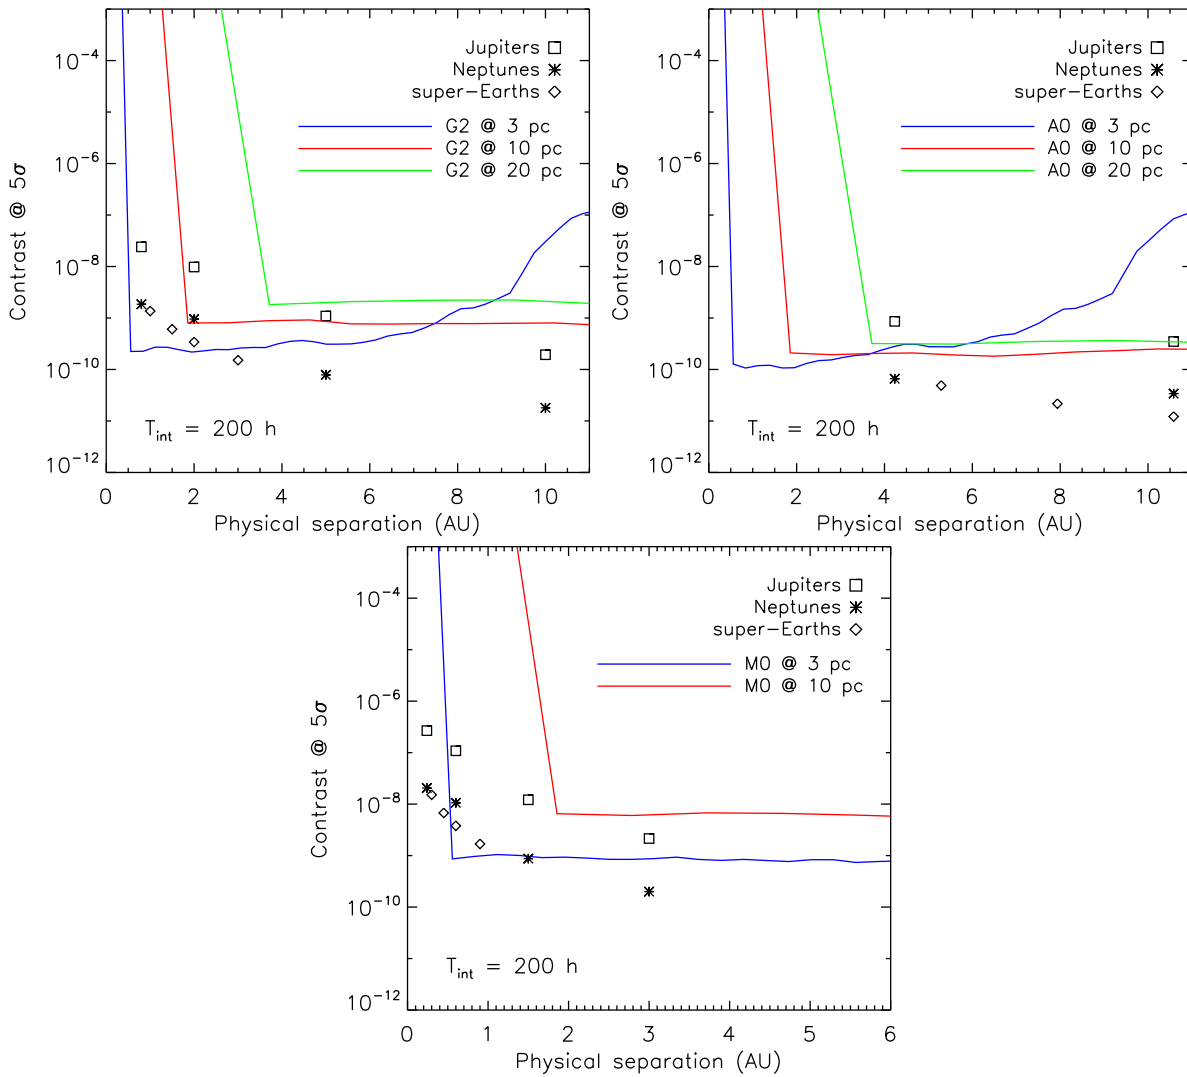 Jupiters
Neptunes
super-Earths
G2 @ 3 pc
G2 @ 10 pc
G2 @ 20 pc
10^-4
10^-6
10^-8
10^-10
10^-12
Contrast @ 5σ
T_int = 200 h
0 2 4 6 8 10
Physical separation (AU)
Jupiters
Neptunes
super-Earths
A0 @ 3 pc
A0 @ 10 pc
A0 @ 20 pc
10^-4
10^-6
10^-8
10^-10
10^-12
Contrast @ 5σ
T_int = 200 h
0 2 4 6 8 10
Physical separation (AU)
Jupiters
Neptunes
super-Earths
M0 @ 3 pc
M0 @ 10 pc
10^-4
10^-6
10^-8
10^-10
10^-12
Contrast @ 5σ
T_int = 200 h
0 1 2 3 4 5 6
Physical separation (AU)